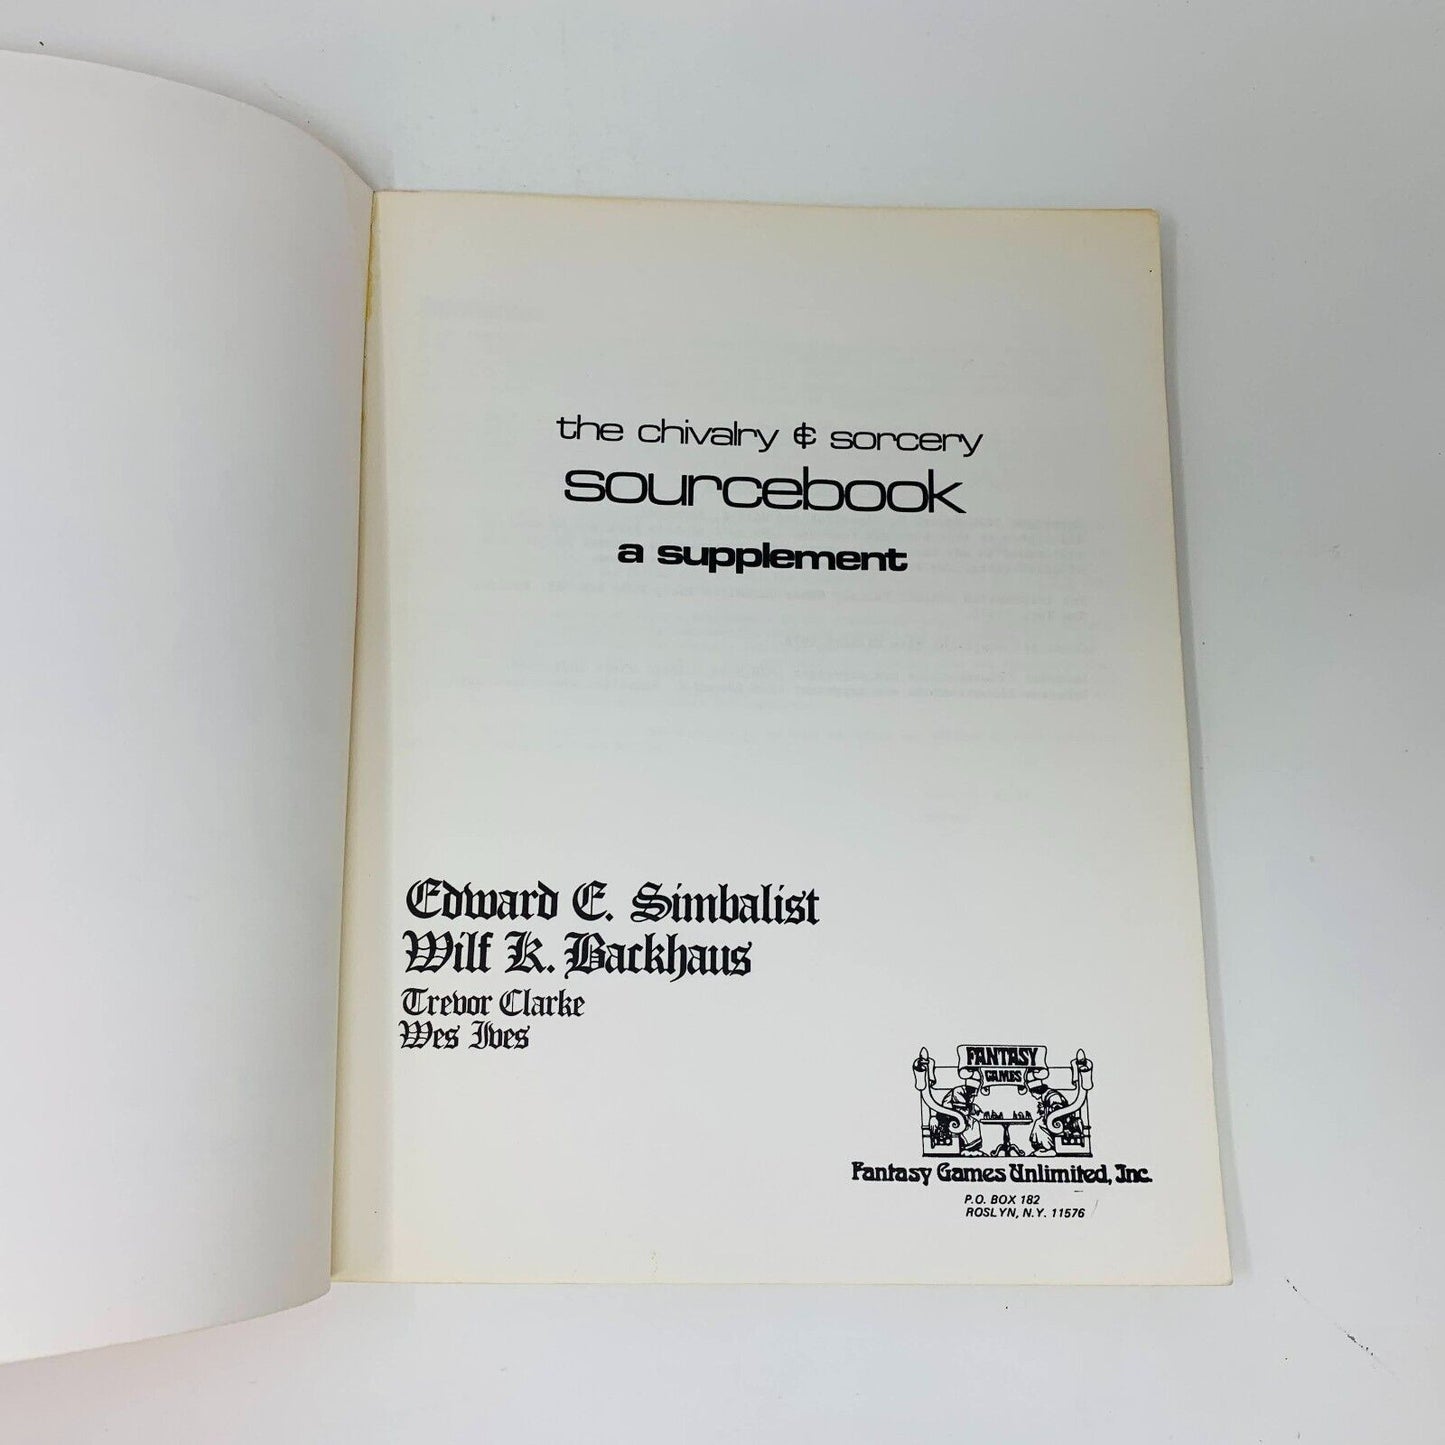 the chivalry & sorcery
sourcebook
a supplement
Edward E. Simbalist
Wilf K. Backhaus
Trevor Clarke
Wes Ives
FANTASY
GAMES
Fantasy Games Unlimited, Inc.
P.O. BOX 182
ROSLYN, N.Y. 11576